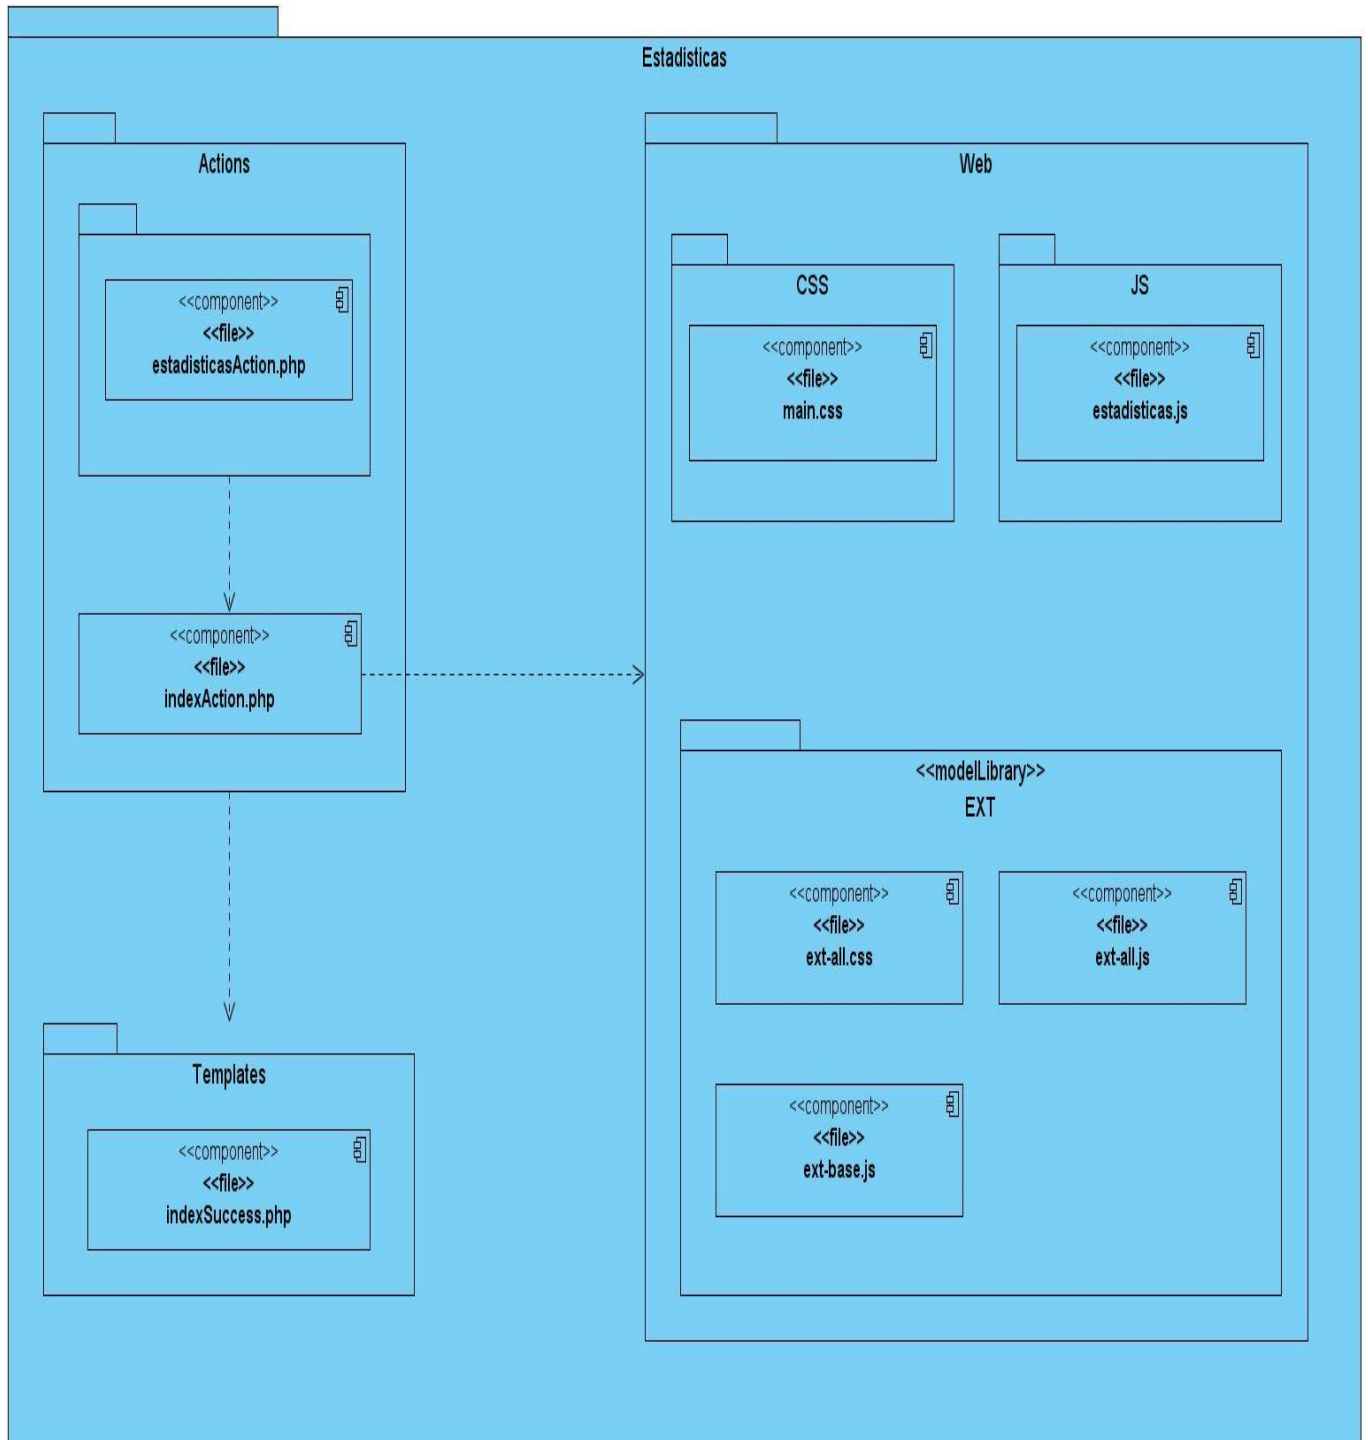 Estadisticas
Actions
<<component>>
<<file>>
estadisticasAction.php
<<component>>
<<file>>
indexAction.php
Templates
<<component>>
<<file>>
indexSuccess.php
Web
CSS
<<component>>
<<file>>
main.css
JS
<<component>>
<<file>>
estadisticas.js
<<modelLibrary>>
EXT
<<component>>
<<file>>
ext-all.css
<<component>>
<<file>>
ext-all.js
<<component>>
<<file>>
ext-base.js